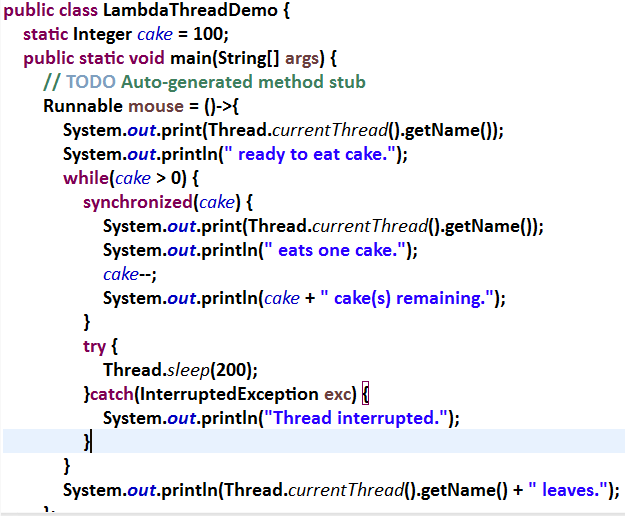 public class LambdaThreadDemo {
static Integer cake = 100;
public static void main(String[] args) {
// TODO Auto-generated method stub
Runnable mouse = ()->{
System.out.print(Thread.currentThread().getName());
System.out.println(" ready to eat cake.");
while(cake > 0) {
synchronized(cake) {
System.out.print(Thread.currentThread().getName());
System.out.println(" eats one cake.");
cake--;
System.out.println(cake + " cake(s) remaining.");
}
try {
Thread.sleep(200);
}catch(InterruptedException exc) {
System.out.println("Thread interrupted.");
}
}
System.out.println(Thread.currentThread().getName() + " leaves.");
};